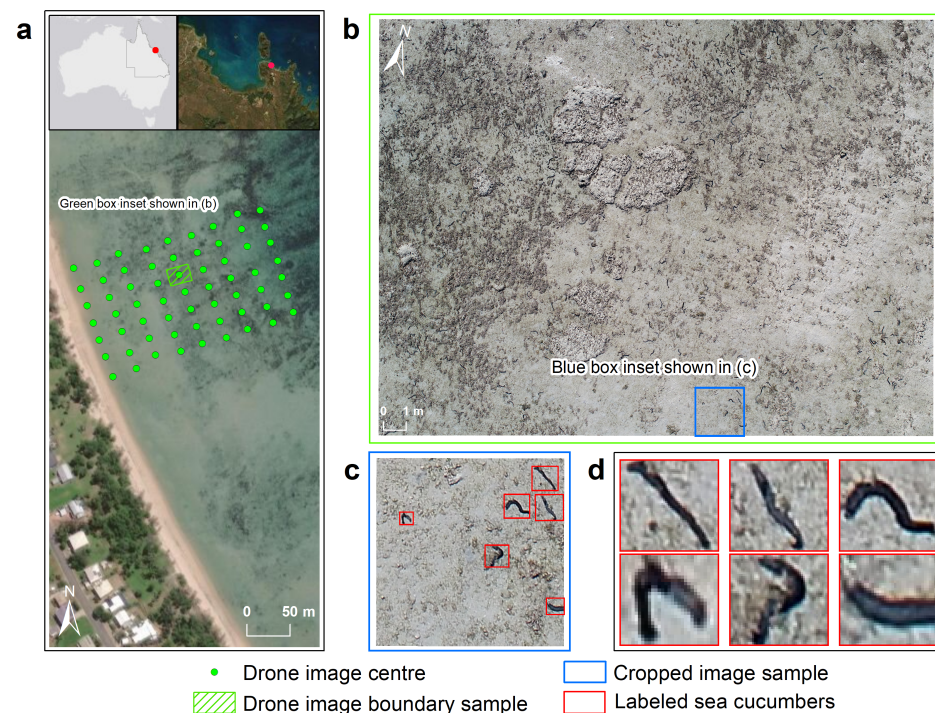 a
Green box inset shown in (b)
N
0 50 m
b
N
Blue box inset shown in (c)
0 1 m
c
d
Drone image centre
Drone image boundary sample
Cropped image sample
Labeled sea cucumbers